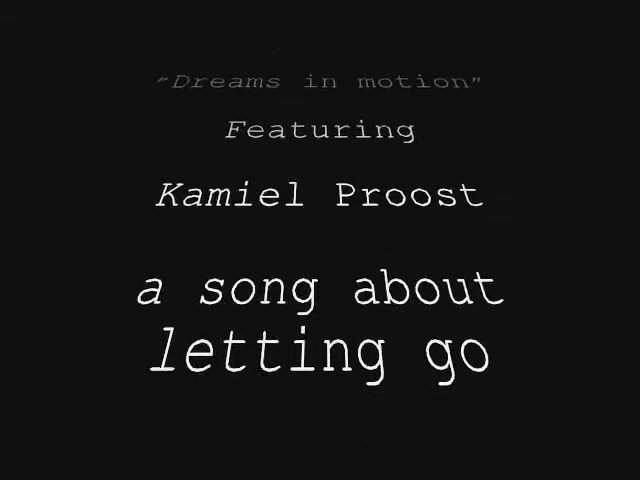 "Dreams in motion"
Featuring
Kamiel Proost
a song about
letting go